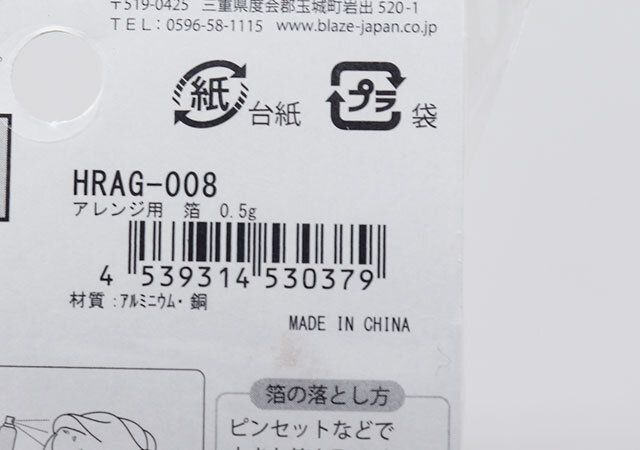 〒519-0425 三重県度会郡玉城町岩出 520-1
TEL：0596-58-1115 www.blaze-japan.co.jp
紙 台紙 プラ 袋
HRAG-008
アレンジ用 箔 0.5g
4 539314 530379
材質：アルミニウム・銅
MADE IN CHINA
箔の落とし方
ピンセットなどで